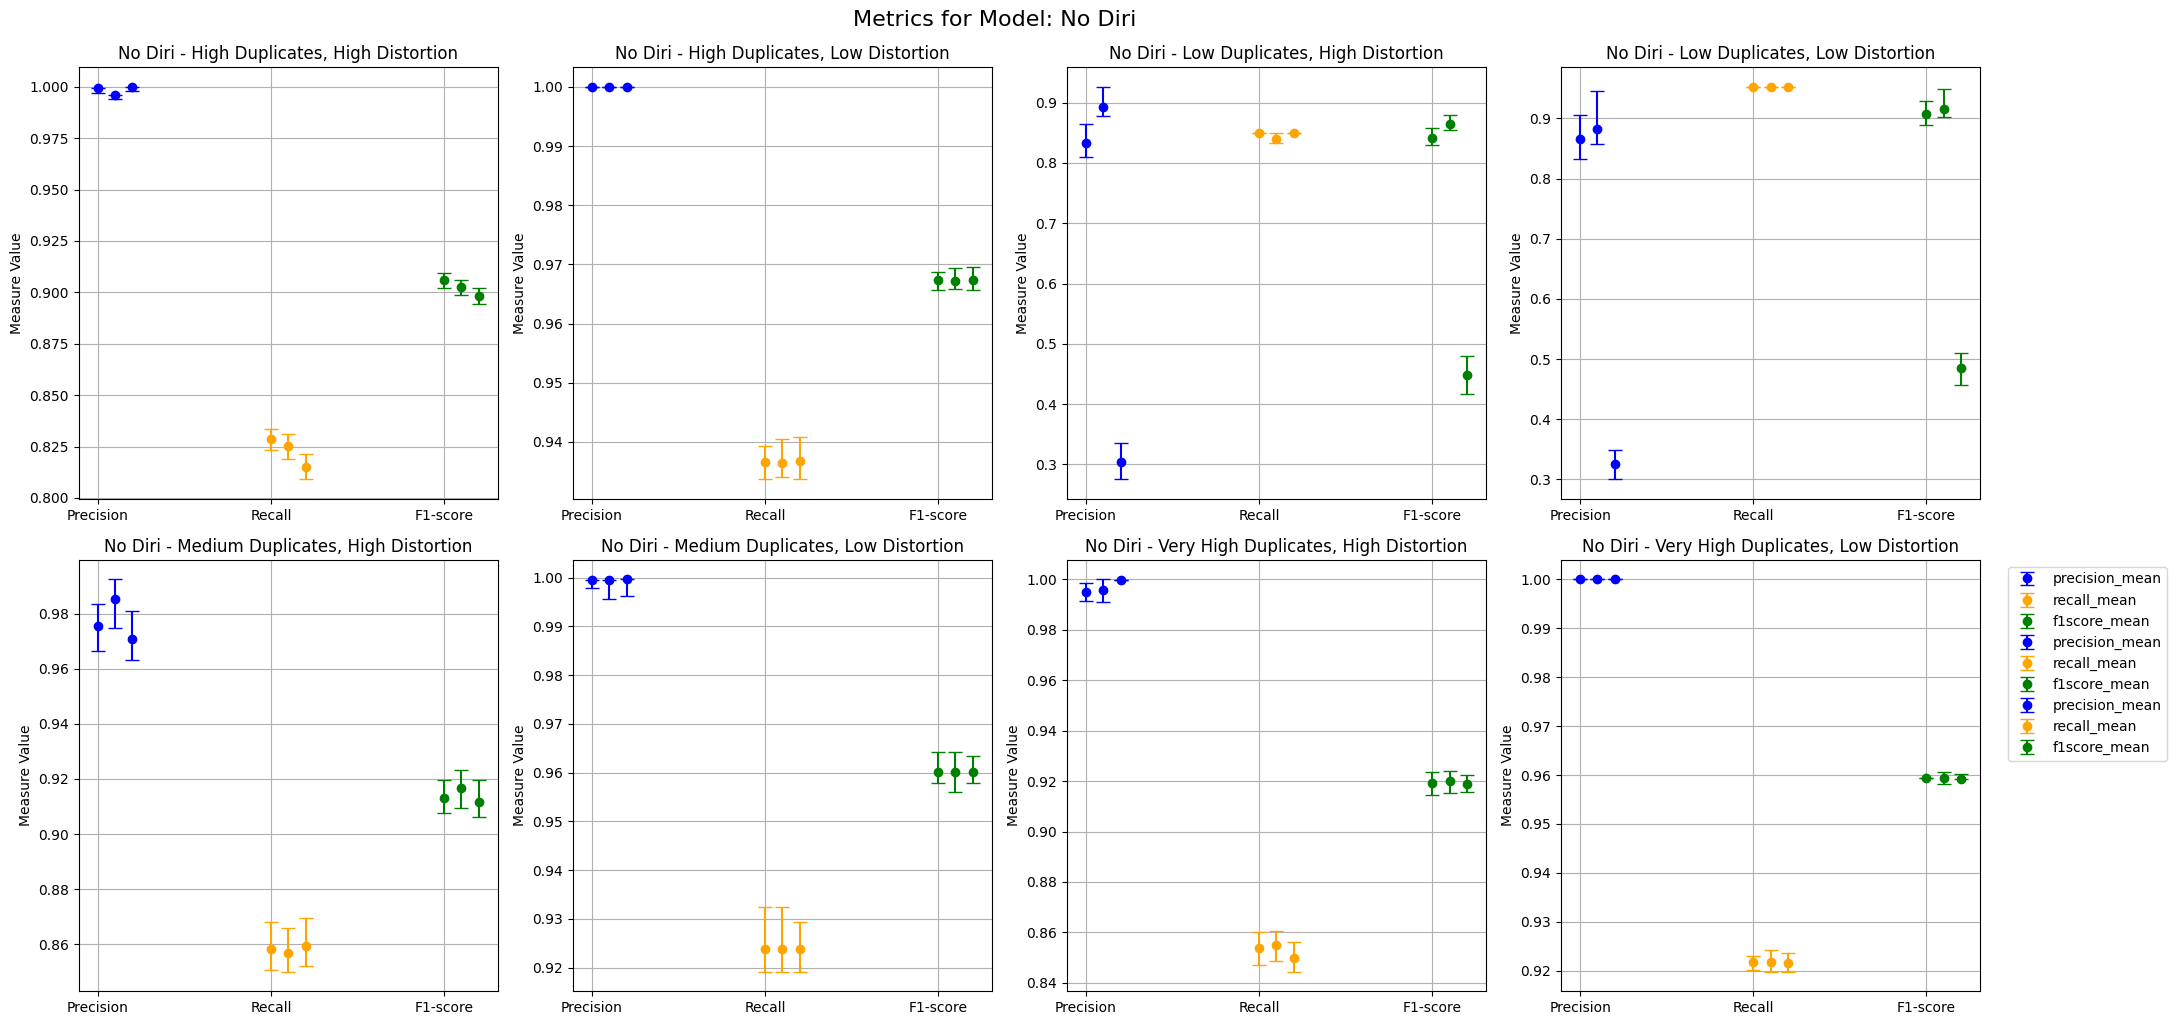 Metrics for Model: No Diri
No Diri - High Duplicates, High Distortion
Measure Value
1.000
0.975
0.950
0.925
0.900
0.875
0.850
0.825
0.800
Precision Recall F1-score
No Diri - High Duplicates, Low Distortion
Measure Value
1.00
0.99
0.98
0.97
0.96
0.95
0.94
Precision Recall F1-score
No Diri - Low Duplicates, High Distortion
Measure Value
0.9
0.8
0.7
0.6
0.5
0.4
0.3
Precision Recall F1-score
No Diri - Low Duplicates, Low Distortion
Measure Value
0.9
0.8
0.7
0.6
0.5
0.4
0.3
Precision Recall F1-score
No Diri - Medium Duplicates, High Distortion
Measure Value
0.98
0.96
0.94
0.92
0.90
0.88
0.86
Precision Recall F1-score
No Diri - Medium Duplicates, Low Distortion
Measure Value
1.00
0.99
0.98
0.97
0.96
0.95
0.94
0.93
0.92
Precision Recall F1-score
No Diri - Very High Duplicates, High Distortion
Measure Value
1.00
0.98
0.96
0.94
0.92
0.90
0.88
0.86
0.84
Precision Recall F1-score
No Diri - Very High Duplicates, Low Distortion
Measure Value
1.00
0.99
0.98
0.97
0.96
0.95
0.94
0.93
0.92
Precision Recall F1-score
precision_mean
recall_mean
f1score_mean
precision_mean
recall_mean
f1score_mean
precision_mean
recall_mean
f1score_mean